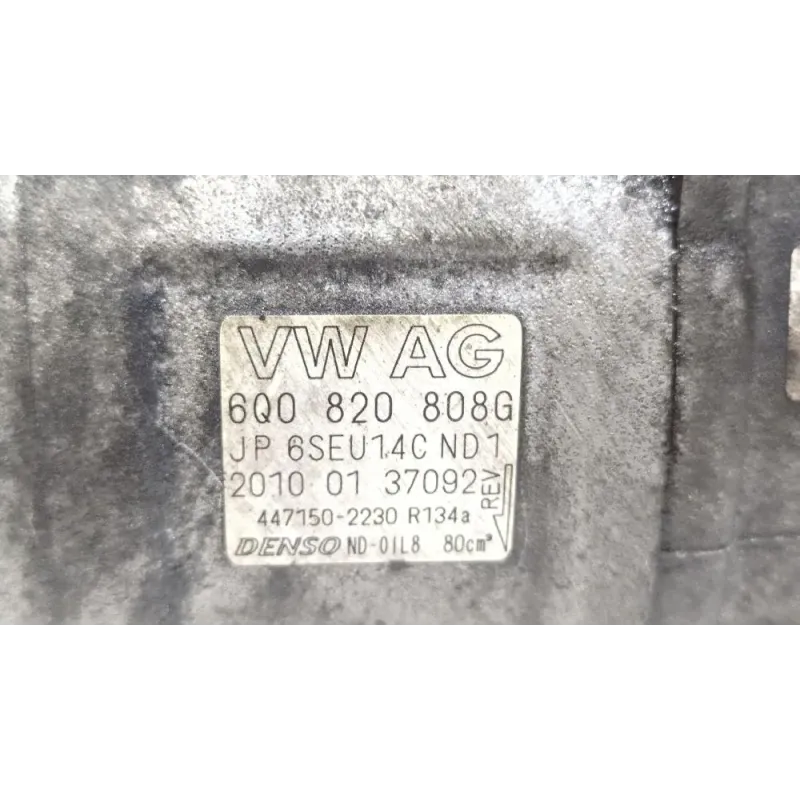 VW AG
6Q0 820 808G
JP 6SEU14C ND1
2010 01 37092
REV
447150-2230 R134a
DENSO ND-OIL8 80cm³